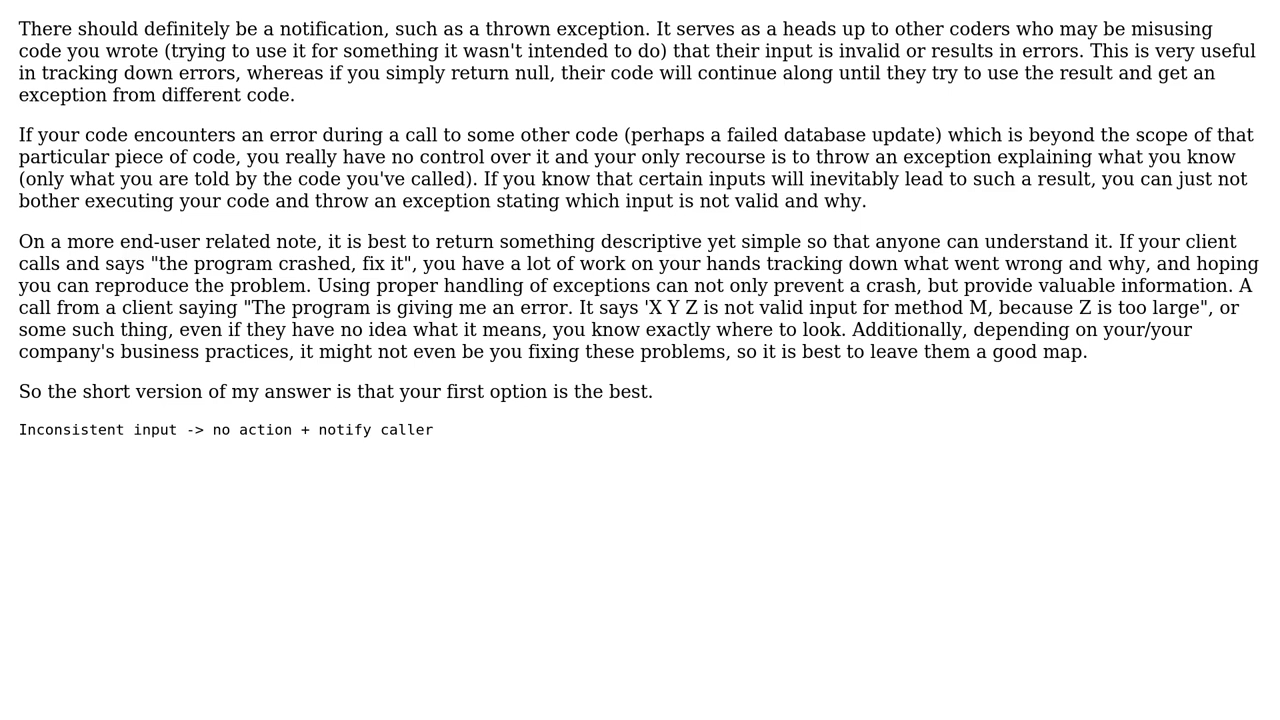 There should definitely be a notification, such as a thrown exception. It serves as a heads up to other coders who may be misusing
code you wrote (trying to use it for something it wasn't intended to do) that their input is invalid or results in errors. This is very useful
in tracking down errors, whereas if you simply return null, their code will continue along until they try to use the result and get an
exception from different code.
If your code encounters an error during a call to some other code (perhaps a failed database update) which is beyond the scope of that
particular piece of code, you really have no control over it and your only recourse is to throw an exception explaining what you know
(only what you are told by the code you've called). If you know that certain inputs will inevitably lead to such a result, you can just not
bother executing your code and throw an exception stating which input is not valid and why.
On a more end-user related note, it is best to return something descriptive yet simple so that anyone can understand it. If your client
calls and says "the program crashed, fix it", you have a lot of work on your hands tracking down what went wrong and why, and hoping
you can reproduce the problem. Using proper handling of exceptions can not only prevent a crash, but provide valuable information. A
call from a client saying "The program is giving me an error. It says 'X Y Z is not valid input for method M, because Z is too large", or
some such thing, even if they have no idea what it means, you know exactly where to look. Additionally, depending on your/your
company's business practices, it might not even be you fixing these problems, so it is best to leave them a good map.
So the short version of my answer is that your first option is the best.
Inconsistent input -> no action + notify caller